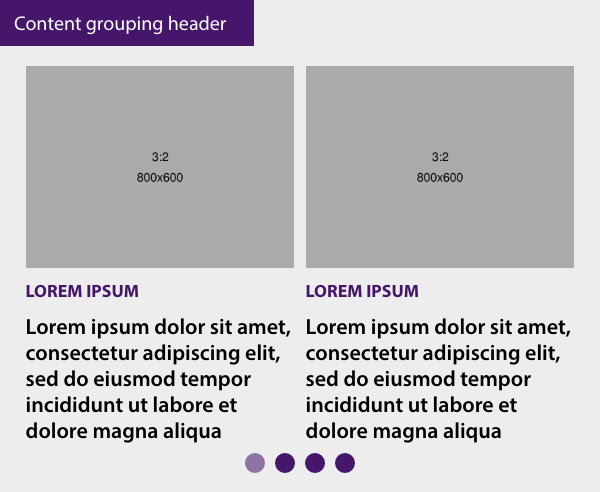 Content grouping header
3:2
800x600
LOREM IPSUM
Lorem ipsum dolor sit amet,
consectetur adipiscing elit,
sed do eiusmod tempor
incididunt ut labore et
dolore magna aliqua
3:2
800x600
LOREM IPSUM
Lorem ipsum dolor sit amet,
consectetur adipiscing elit,
sed do eiusmod tempor
incididunt ut labore et
dolore magna aliqua